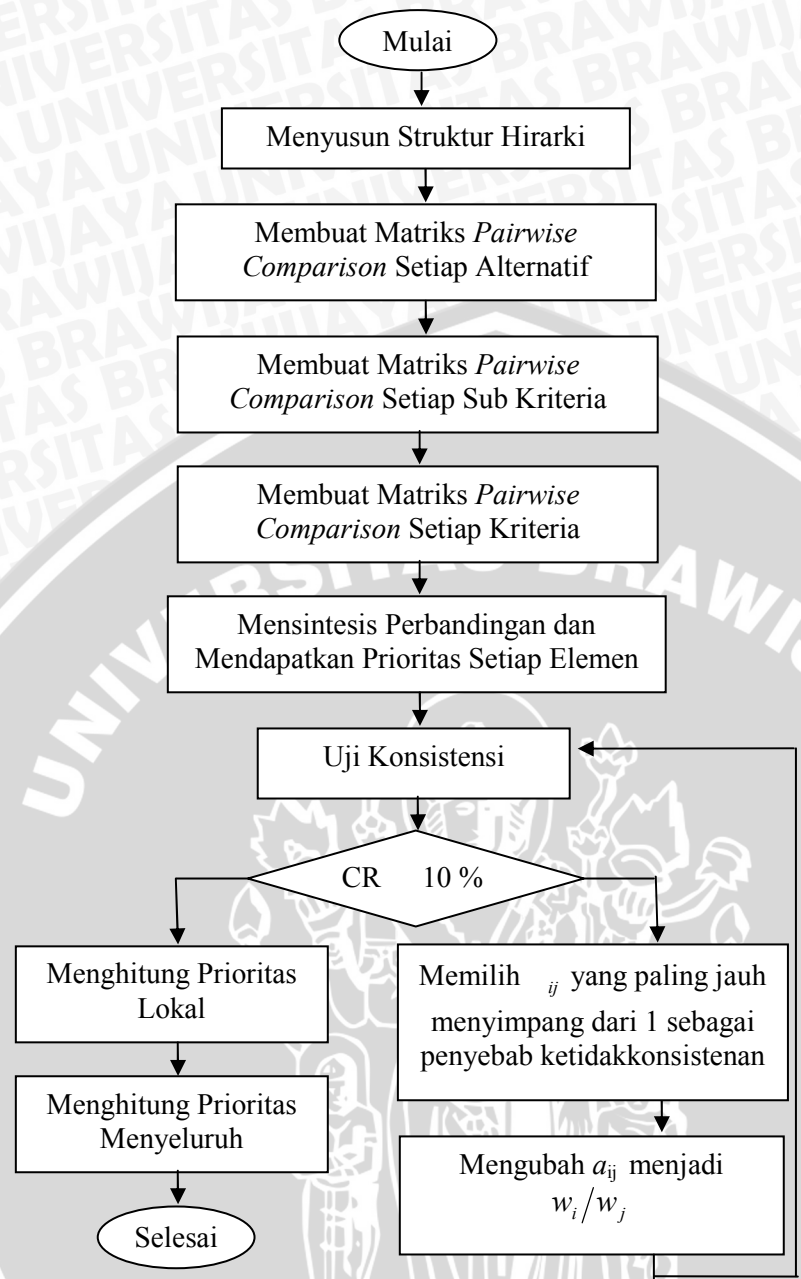 Mulai
Menyusun Struktur Hirarki
Membuat Matriks Pairwise
Comparison Setiap Alternatif
Membuat Matriks Pairwise
Comparison Setiap Sub Kriteria
Membuat Matriks Pairwise
Comparison Setiap Kriteria
Mensintesis Perbandingan dan
Mendapatkan Prioritas Setiap Elemen
Uji Konsistensi
CR 10 %
Menghitung Prioritas
Lokal
Menghitung Prioritas
Menyeluruh
Selesai
Memilih ij yang paling jauh
menyimpang dari 1 sebagai
penyebab ketidakkonsistenan
Mengubah aij menjadi
wi/wj
UNIVERSITAS BRAWIJ